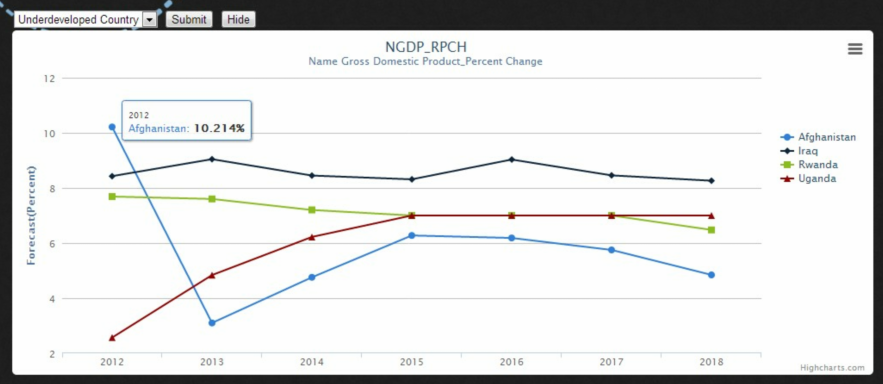 Underdeveloped Country Submit Hide
NGDP_RPCH
Name Gross Domestic Product_Percent Change
12
10
8
6
4
2
Forecast(Percent)
2012
Afghanistan: 10.214%
Afghanistan
Iraq
Rwanda
Uganda
2012 2013 2014 2015 2016 2017 2018
Highcharts.com